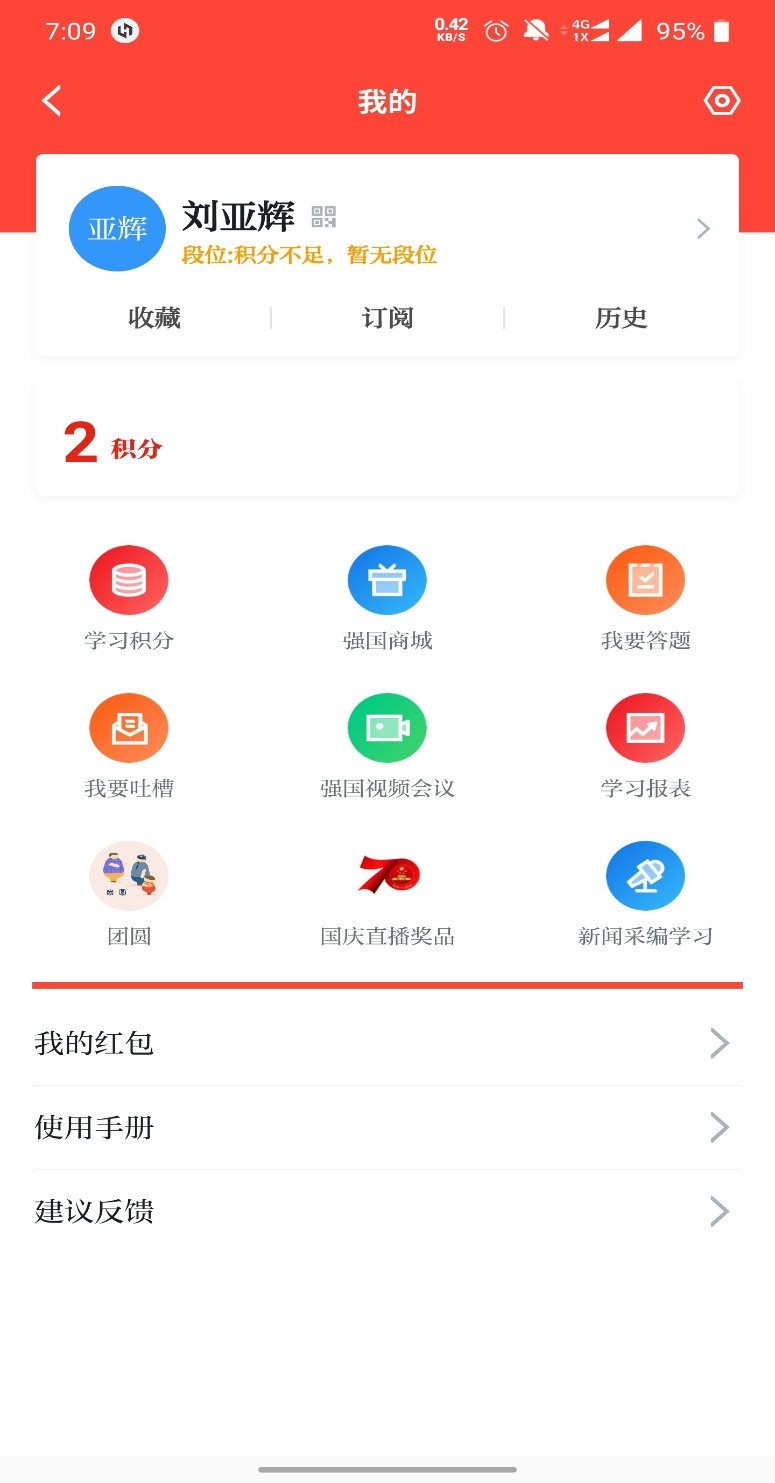 7:09
0.42
KB/S
4G
1X
95%
我的
亚辉
刘亚辉
段位:积分不足，暂无段位
收藏
订阅
历史
2 积分
学习积分
强国商城
我要答题
我要吐槽
强国视频会议
学习报表
70
团圆
国庆直播奖品
新闻采编学习
我的红包
使用手册
建议反馈